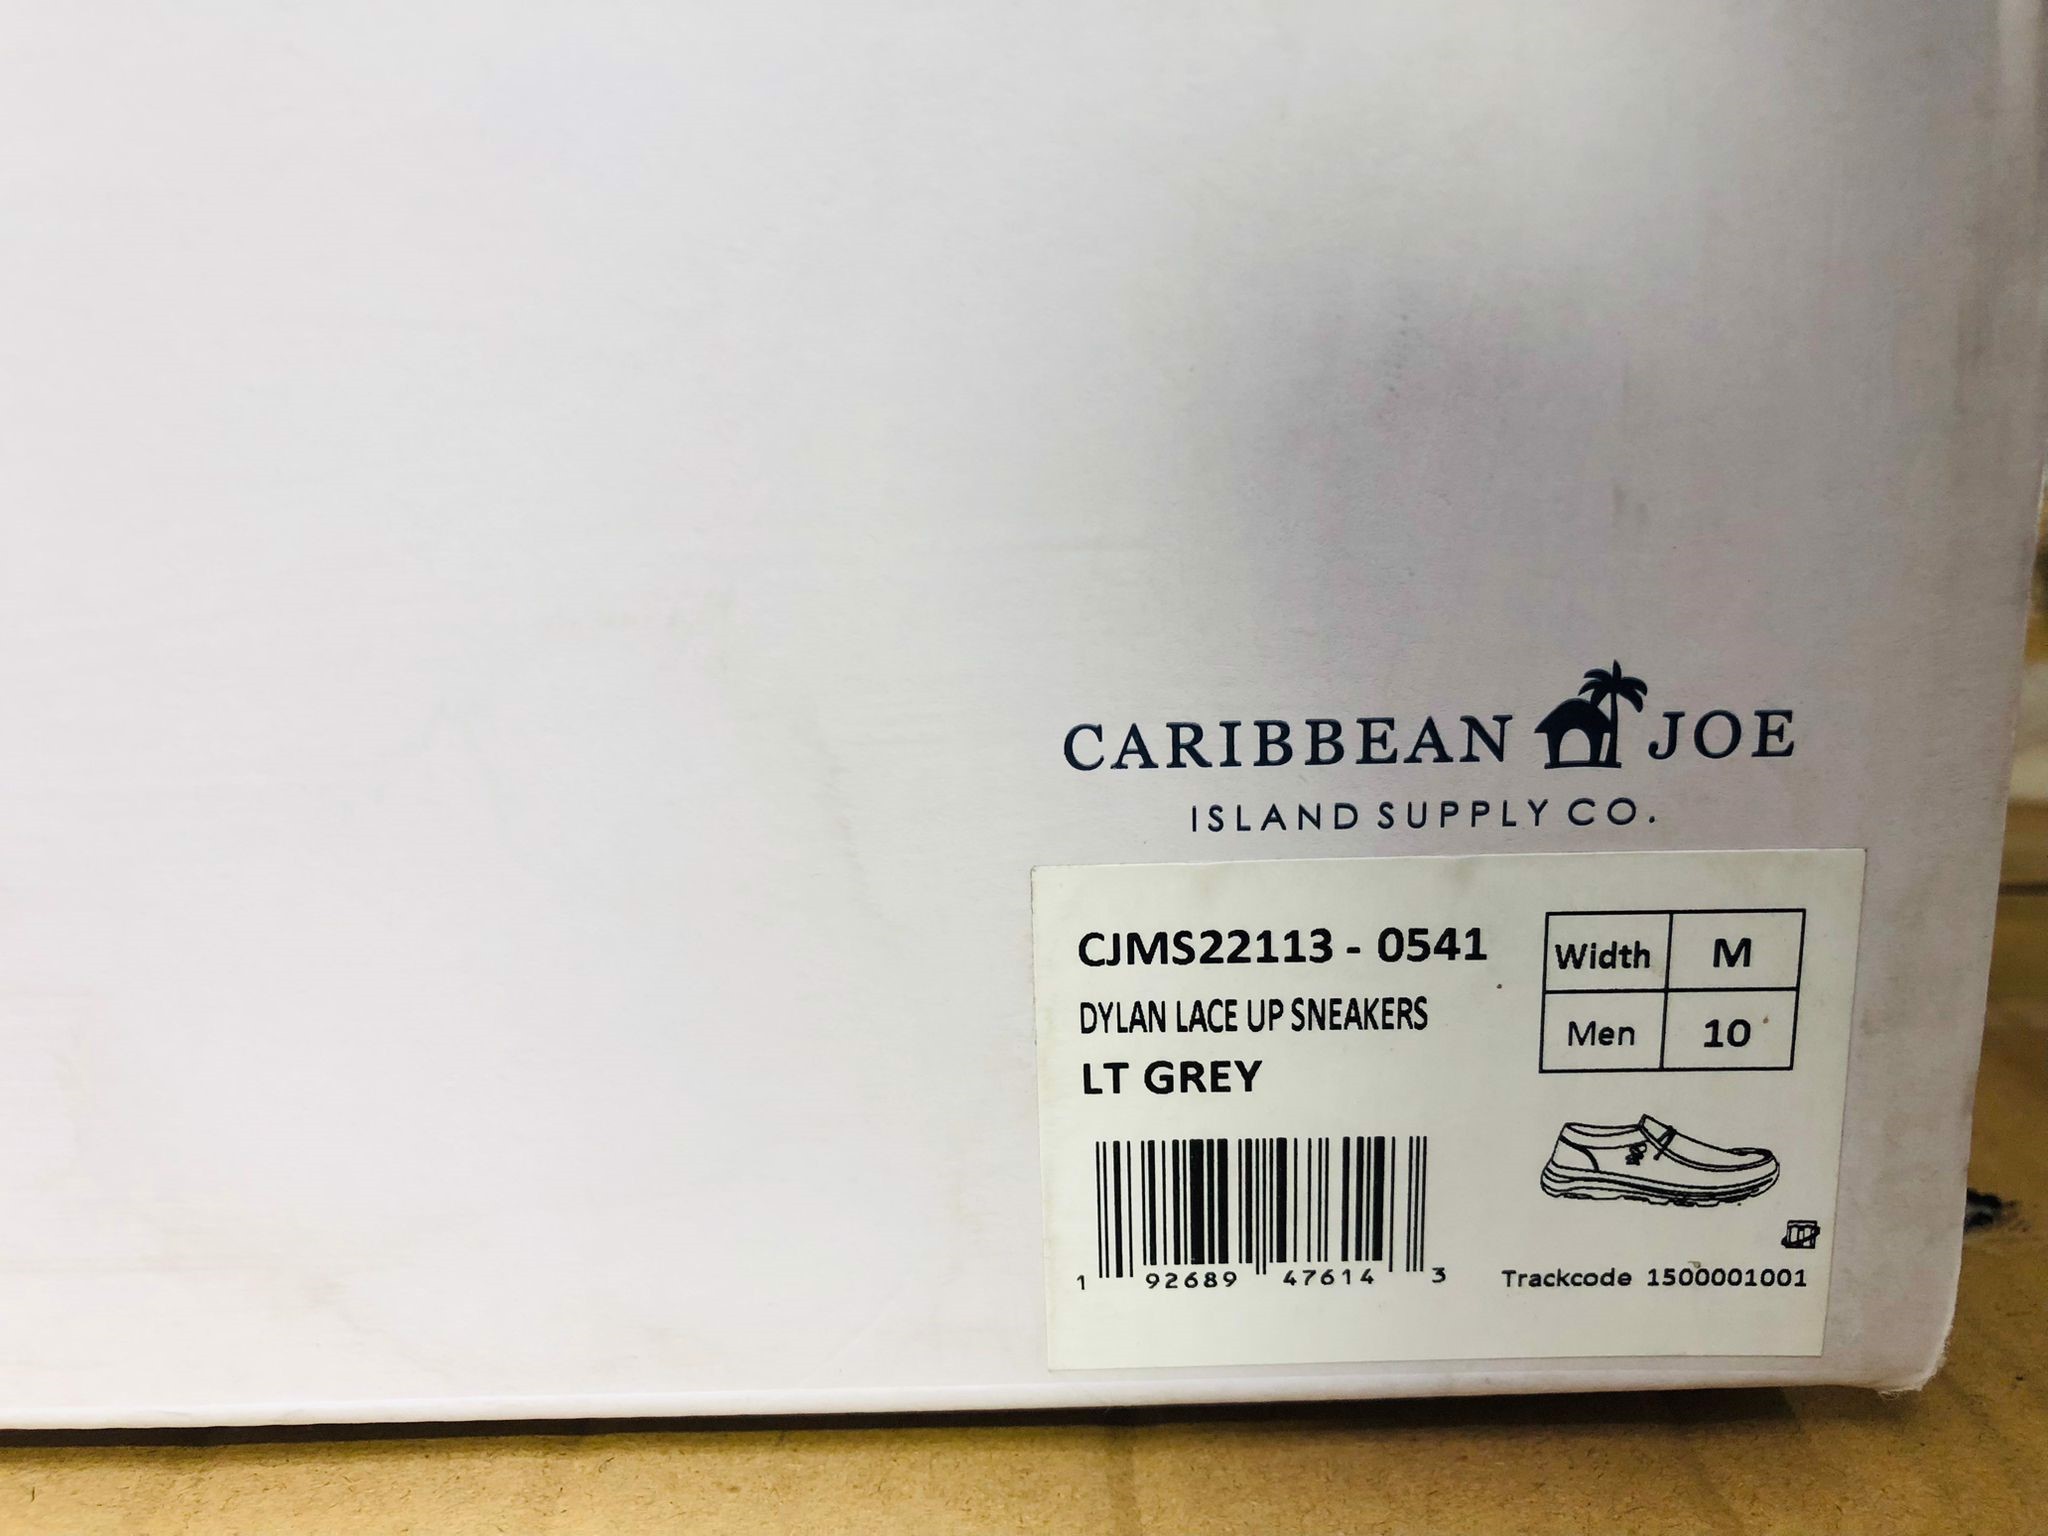 CARIBBEAN JOE
ISLAND SUPPLY CO.
CJMS22113 - 0541
DYLAN LACE UP SNEAKERS
LT GREY
Width M
Men 10
1 92689 47614 3
Trackcode 1500001001